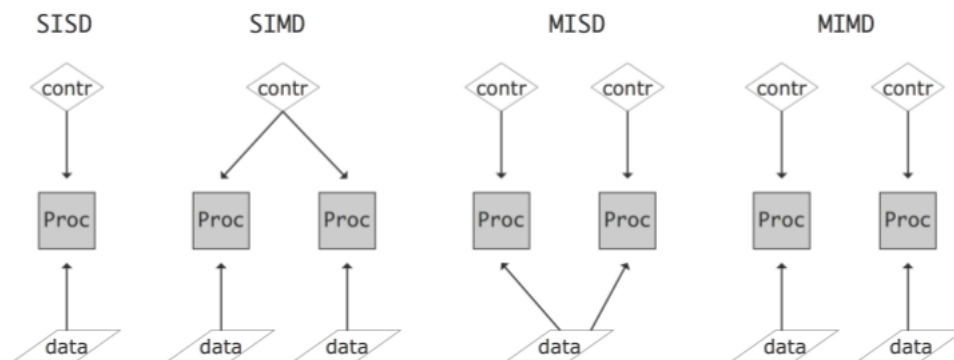 SISD SIMD MISD MIMD
contr contr contr contr contr contr
Proc Proc Proc Proc Proc Proc Proc
data data data data data data